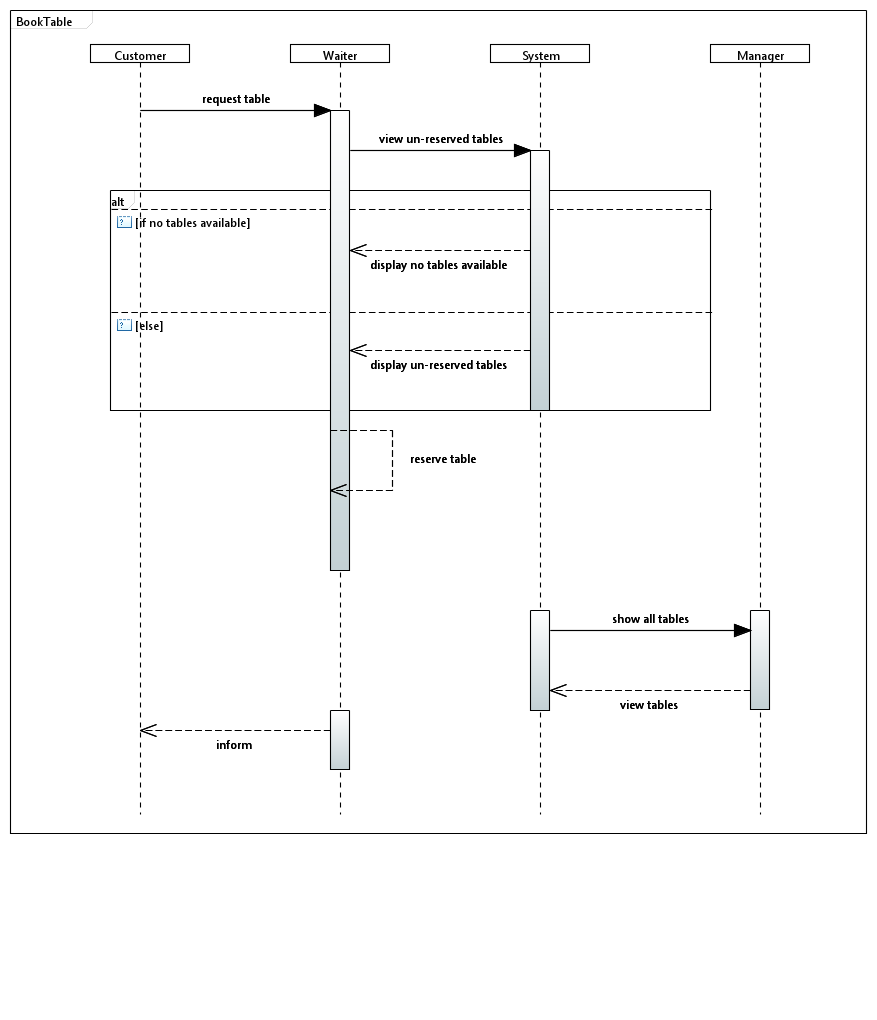 BookTable
Customer
Waiter
System
Manager
request table
view un-reserved tables
alt
? [if no tables available]
display no tables available
? [else]
display un-reserved tables
reserve table
show all tables
view tables
inform